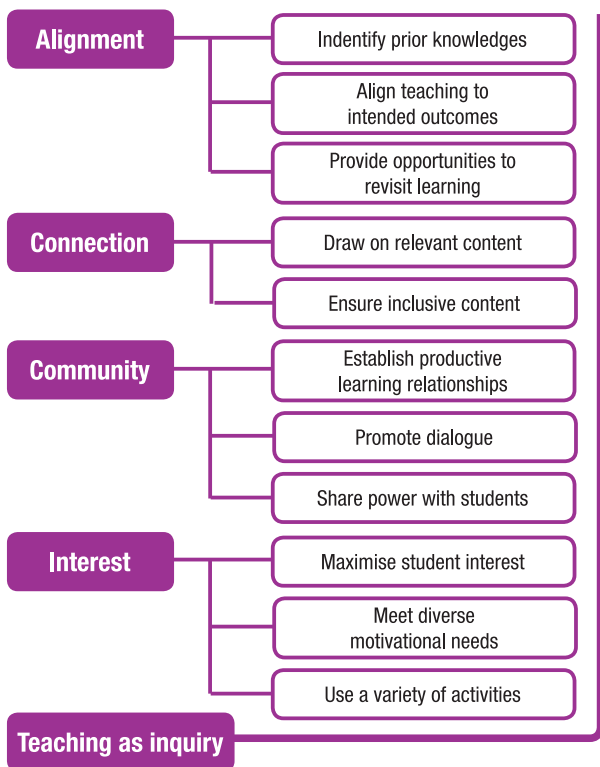 Alignment
Indentify prior knowledges
Align teaching to
intended outcomes
Provide opportunities to
revisit learning
Connection
Draw on relevant content
Ensure inclusive content
Community
Establish productive
learning relationships
Promote dialogue
Share power with students
Interest
Maximise student interest
Meet diverse
motivational needs
Use a variety of activities
Teaching as inquiry